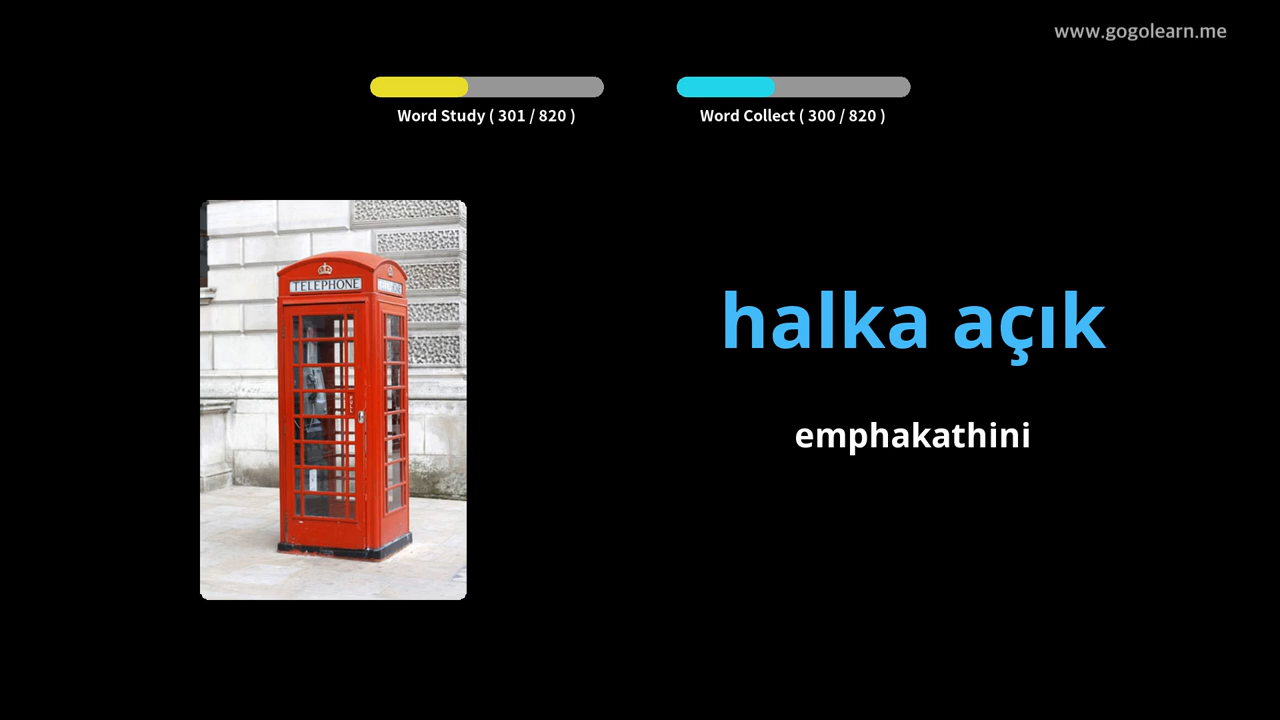 www.gogolearn.me
Word Study ( 301 / 820 )
Word Collect ( 300 / 820 )
TELEPHONE
halka açık
emphakathini